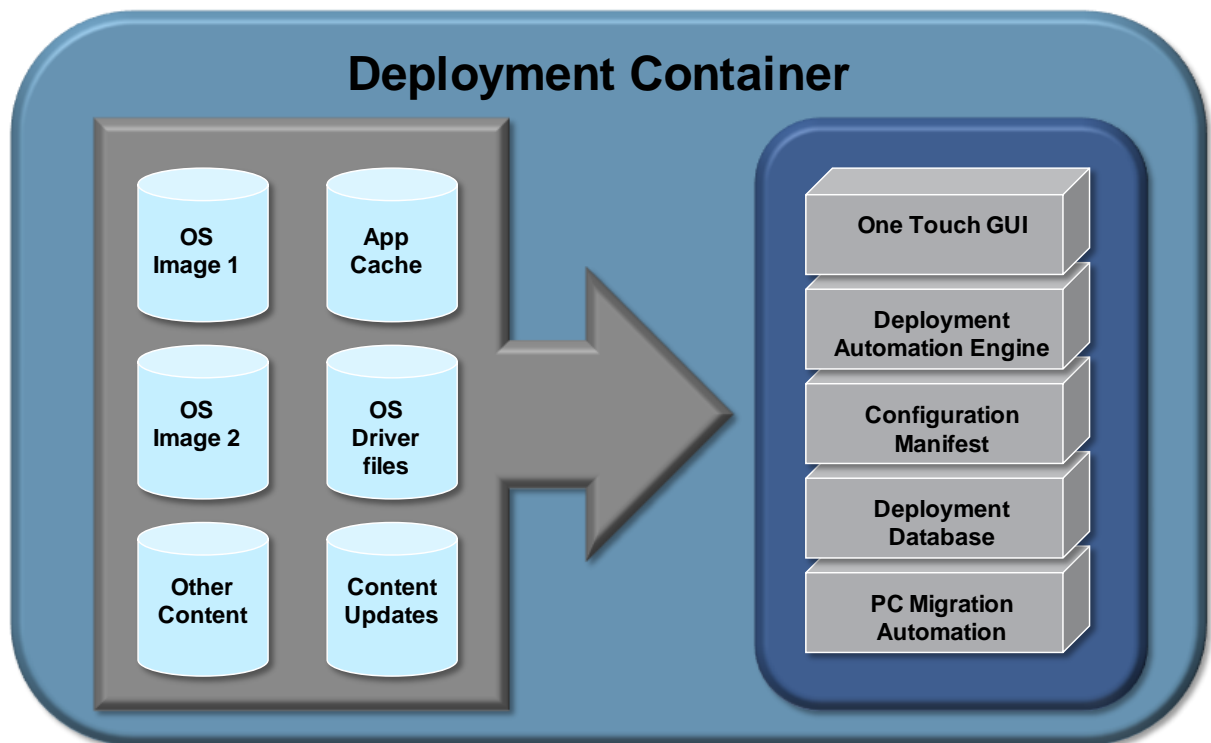 Deployment Container
OS
Image 1
App
Cache
OS
Image 2
OS
Driver
files
Other
Content
Content
Updates
One Touch GUI
Deployment
Automation Engine
Configuration
Manifest
Deployment
Database
PC Migration
Automation